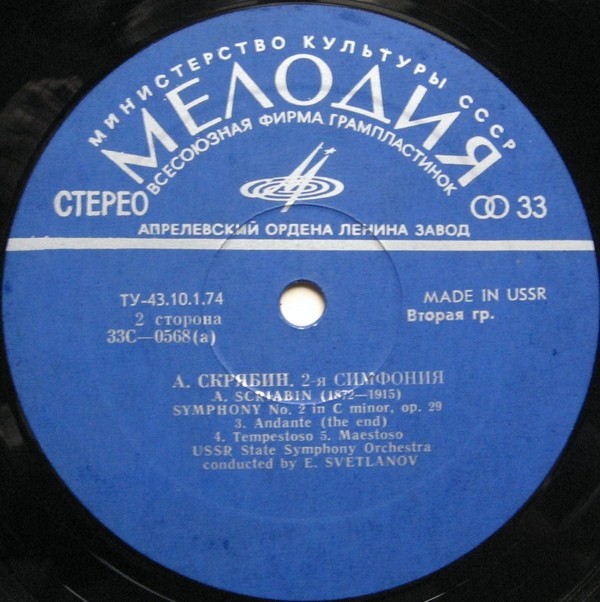 МИНИСТЕРСТВО КУЛЬТУРЫ СССР
МЕЛОДИЯ
ВСЕСОЮЗНАЯ ФИРМА ГРАМПЛАСТИНОК
СТЕРЕО
33
АПРЕЛЕВСКИЙ ОРДЕНА ЛЕНИНА ЗАВОД
ТУ-43.10.1.74
MADE IN USSR
2 сторона
Вторая гр.
33С—0568(а)
А. СКРЯБИН. 2-я СИМФОНИЯ
A. SCRIABIN (1872—1915)
SYMPHONY No. 2 in C minor, op. 29
3. Andante (the end)
4. Tempestoso 5. Maestoso
USSR State Symphony Orchestra
conducted by E. SVETLANOV